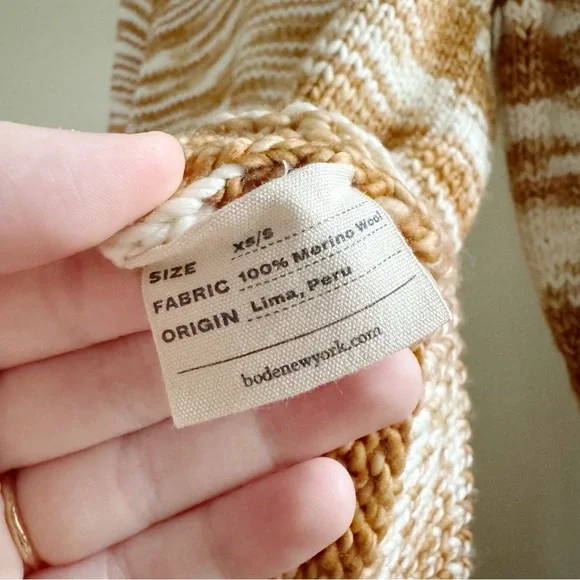 SIZE xs/s
FABRIC 100% Merino Wool
ORIGIN Lima, Peru
bodenewyork.com